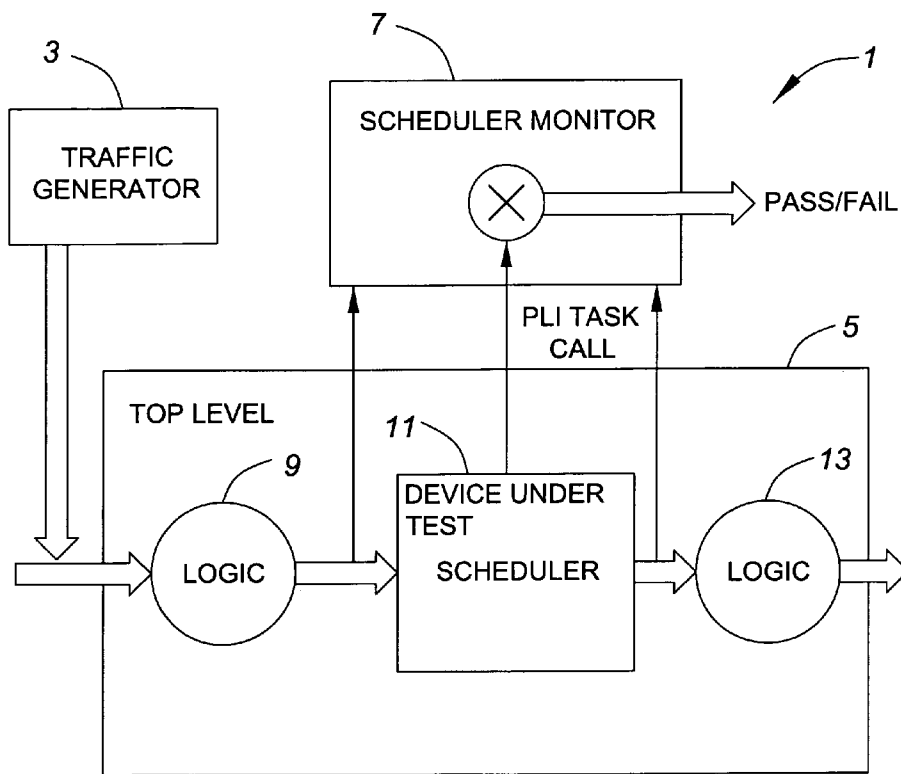 3
7
1
TRAFFIC
GENERATOR
SCHEDULER MONITOR
PASS/FAIL
PLI TASK
CALL
5
TOP LEVEL
9
11
13
LOGIC
DEVICE UNDER
TEST
SCHEDULER
LOGIC